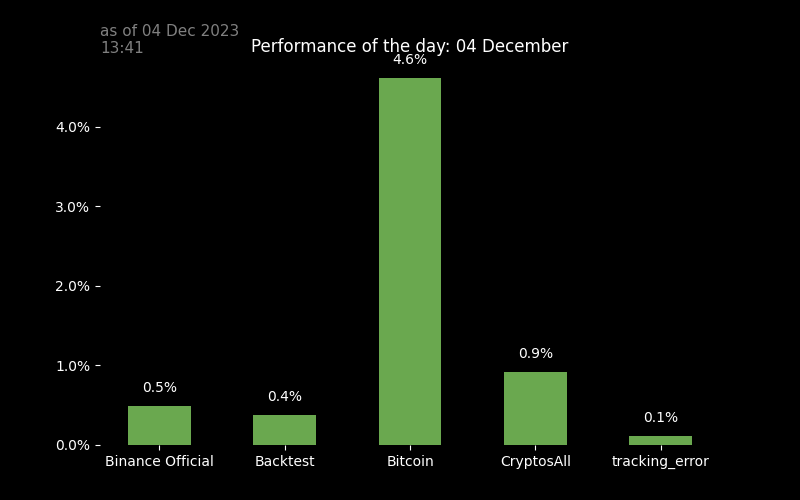 as of 04 Dec 2023
13:41
Performance of the day: 04 December
4.6%
4.0%
3.0%
2.0%
1.0%
0.0%
0.5%
0.4%
0.9%
0.1%
Binance Official
Backtest
Bitcoin
CryptosAll
tracking_error